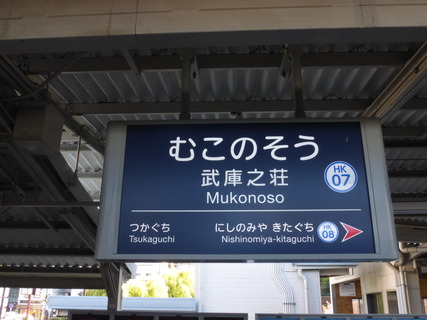 むこのそう
武庫之荘
Mukonoso
HK
07
つかぐち
Tsukaguchi
にしのみや きたぐち
Nishinomiya-kitaguchi
HK
08